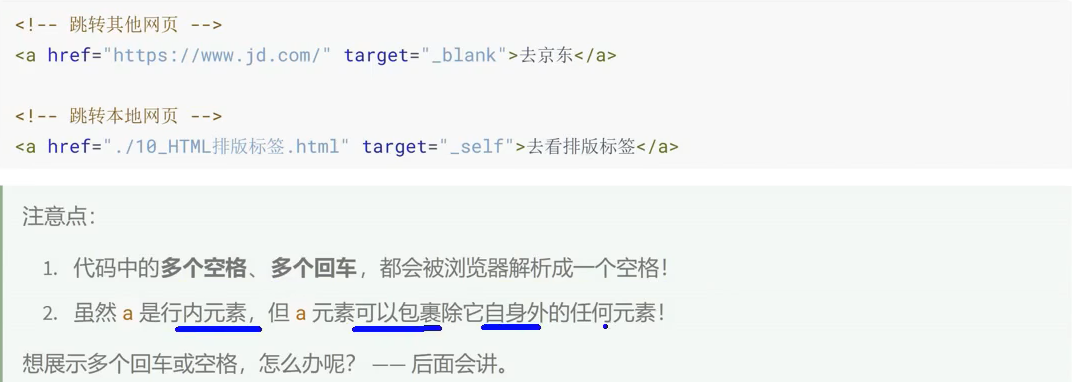 <!-- 跳转其他网页 -->
<a href="https://www.jd.com/" target="_blank">去京东</a>
<!-- 跳转本地网页 -->
<a href="./10_HTML排版标签.html" target="_self">去看排版标签</a>
注意点：
1. 代码中的多个空格、多个回车，都会被浏览器解析成一个空格！
2. 虽然 a 是行内元素，但 a 元素可以包裹除它自身外的任何元素！
想展示多个回车或空格，怎么办呢？ —— 后面会讲。